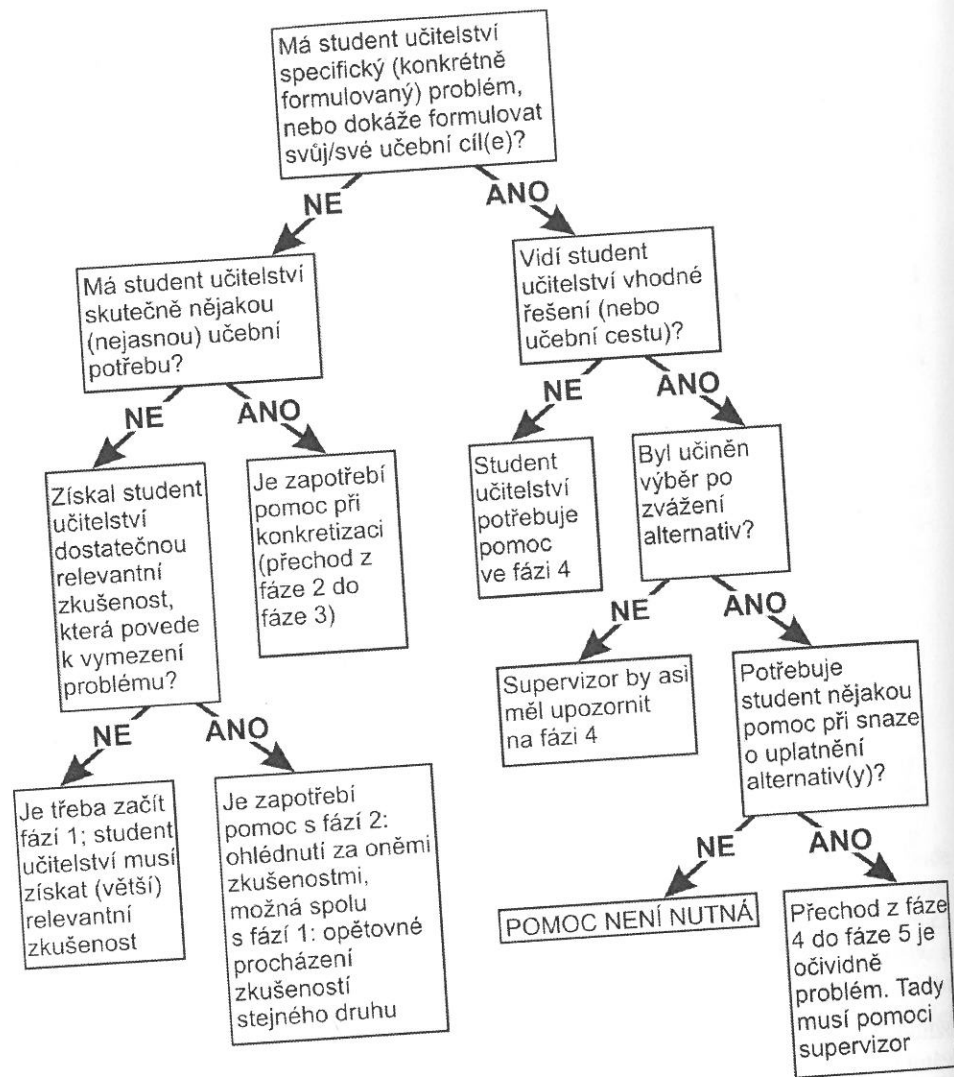 Má student učitelství
specifický (konkrétně
formulovaný) problém,
nebo dokáže formulovat
svůj/své učební cíl(e)?
NE
ANO
Má student učitelství
skutečně nějakou
(nejasnou) učební
potřebu?
Vidí student
učitelství vhodné
řešení (nebo
učební cestu)?
NE
ANO
NE
ANO
Získal student
učitelství
dostatečnou
relevantní
zkušenost,
která povede
k vymezení
problému?
Je zapotřebí
pomoc při
konkretizaci
(přechod z
fáze 2 do
fáze 3)
Student
učitelství
potřebuje
pomoc
ve fázi 4
Byl učiněn
výběr po
zvážení
alternativ?
NE
ANO
NE
ANO
Je třeba začít
fází 1; student
učitelství musí
získat (větší)
relevantní
zkušenost
Je zapotřebí
pomoc s fází 2:
ohlédnutí za oněmi
zkušenostmi,
možná spolu
s fází 1: opětovné
procházení
zkušeností
stejného druhu
Supervizor by asi
měl upozornit
na fázi 4
Potřebuje
student nějakou
pomoc při snaze
o uplatnění
alternativ(y)?
NE
ANO
POMOC NENÍ NUTNÁ
Přechod z fáze
4 do fáze 5 je
očividně
problém. Tady
musí pomoci
supervizor